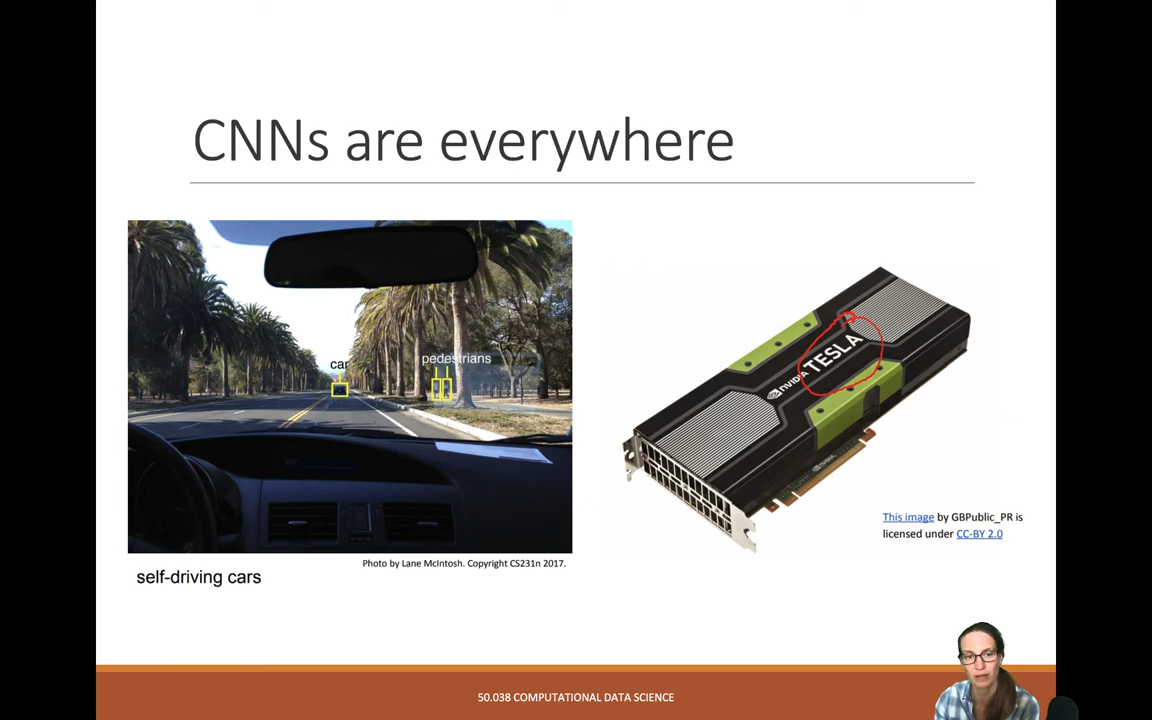 CNNs are everywhere
car
pedestrians
NVIDIA TESLA
NVIDIA
This image by GBPublic_PR is
licensed under CC-BY 2.0
Photo by Lane McIntosh. Copyright CS231n 2017.
self-driving cars
50.038 COMPUTATIONAL DATA SCIENCE